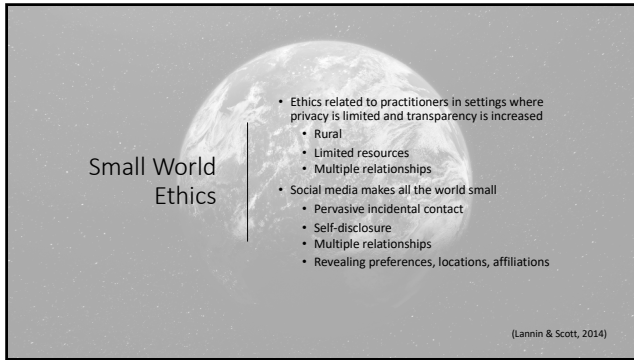 Small World
Ethics
• Ethics related to practitioners in settings where
privacy is limited and transparency is increased
• Rural
• Limited resources
• Multiple relationships
• Social media makes all the world small
• Pervasive incidental contact
• Self-disclosure
• Multiple relationships
• Revealing preferences, locations, affiliations
(Lannin & Scott, 2014)